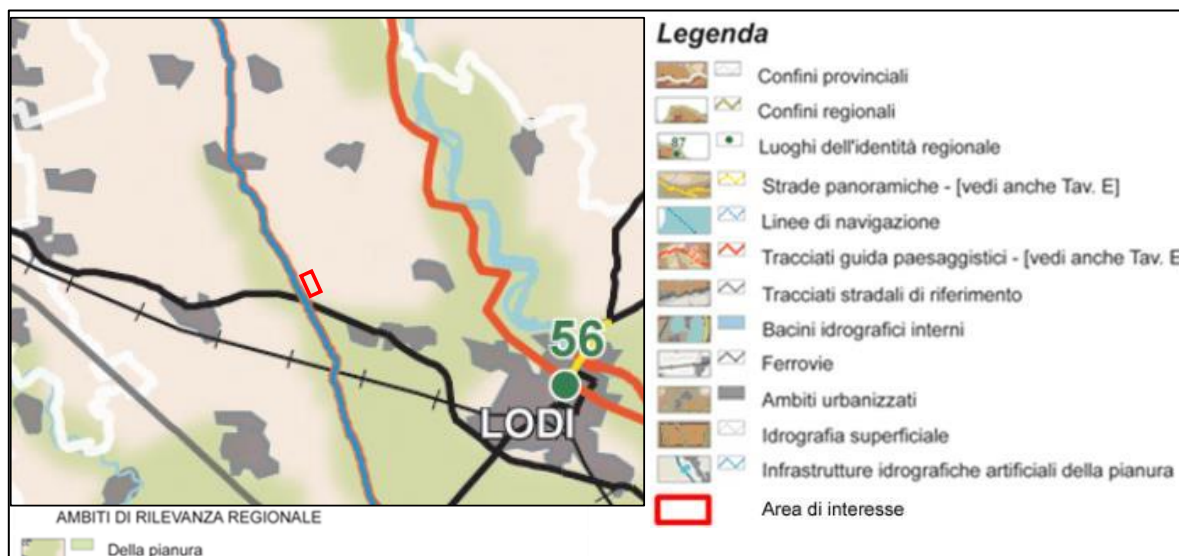 56
LODI
Legenda
Confini provinciali
Confini regionali
87
Luoghi dell'identità regionale
Strade panoramiche - [vedi anche Tav. E]
Linee di navigazione
Tracciati guida paesaggistici - [vedi anche Tav. E
Tracciati stradali di riferimento
Bacini idrografici interni
Ferrovie
Ambiti urbanizzati
Idrografia superficiale
Infrastrutture idrografiche artificiali della pianura
Area di interesse
AMBITI DI RILEVANZA REGIONALE
Della pianura